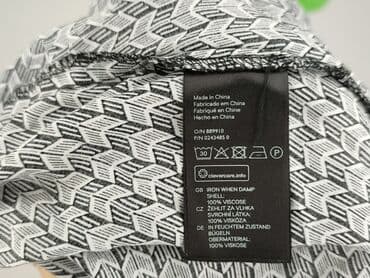 Made in China
Fabricado em China
Fabriqué en Chine
Hecho en China
O/N 889910
P/N 0243485 8
30
P
clevercare.info
GB IRON WHEN DAMP
SHELL:
100% VISCOSE
CZ ŽEHLIT ZA VLHKA
SVRCHNÍ LÁTKA:
100% VISKÓZA
DE IN FEUCHTEM ZUSTAND
BÜGELN
OBERMATERIAL:
100% VISKOSE